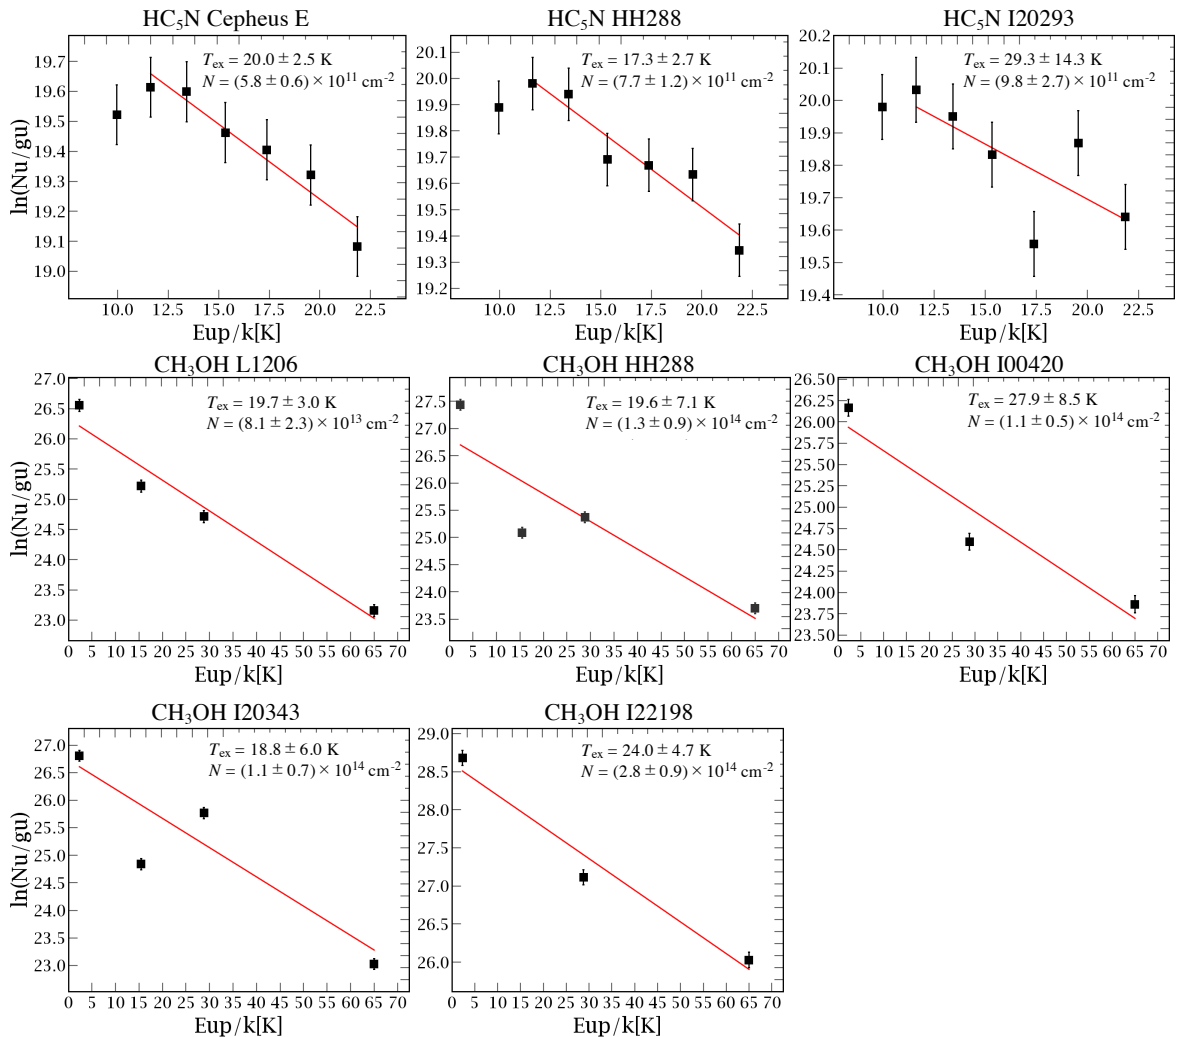 HC₅N Cepheus E
HC₅N HH288
HC₅N I20293
Tₑₓ = 20.0 ± 2.5 K
N = (5.8 ± 0.6) × 10¹¹ cm⁻²
Tₑₓ = 17.3 ± 2.7 K
N = (7.7 ± 1.2) × 10¹¹ cm⁻²
Tₑₓ = 29.3 ± 14.3 K
N = (9.8 ± 2.7) × 10¹¹ cm⁻²
ln(Nu/gu)
19.7
19.6
19.5
19.4
19.3
19.2
19.1
19.0
20.1
20.0
19.9
19.8
19.7
19.6
19.5
19.4
19.3
19.2
20.2
20.1
20.0
19.9
19.8
19.7
19.6
19.5
19.4
10.0 12.5 15.0 17.5 20.0 22.5
10.0 12.5 15.0 17.5 20.0 22.5
10.0 12.5 15.0 17.5 20.0 22.5
Eup/k[K]
Eup/k[K]
Eup/k[K]
CH₃OH L1206
CH₃OH HH288
CH₃OH I00420
Tₑₓ = 19.7 ± 3.0 K
N = (8.1 ± 2.3) × 10¹³ cm⁻²
Tₑₓ = 19.6 ± 7.1 K
N = (1.3 ± 0.9) × 10¹⁴ cm⁻²
Tₑₓ = 27.9 ± 8.5 K
N = (1.1 ± 0.5) × 10¹⁴ cm⁻²
ln(Nu/gu)
27.0
26.5
26.0
25.5
25.0
24.5
24.0
23.5
23.0
27.5
27.0
26.5
26.0
25.5
25.0
24.5
24.0
23.5
26.50
26.25
26.00
25.75
25.50
25.25
25.00
24.75
24.50
24.25
24.00
23.75
23.50
0 5 10 15 20 25 30 35 40 45 50 55 60 65 70
0 5 10 15 20 25 30 35 40 45 50 55 60 65 70
0 5 10 15 20 25 30 35 40 45 50 55 60 65 70
Eup/k[K]
Eup/k[K]
Eup/k[K]
CH₃OH I20343
CH₃OH I22198
Tₑₓ = 18.8 ± 6.0 K
N = (1.1 ± 0.7) × 10¹⁴ cm⁻²
Tₑₓ = 24.0 ± 4.7 K
N = (2.8 ± 0.9) × 10¹⁴ cm⁻²
ln(Nu/gu)
27.0
26.5
26.0
25.5
25.0
24.5
24.0
23.5
23.0
29.0
28.5
28.0
27.5
27.0
26.5
26.0
0 5 10 15 20 25 30 35 40 45 50 55 60 65 70
0 5 10 15 20 25 30 35 40 45 50 55 60 65 70
Eup/k[K]
Eup/k[K]